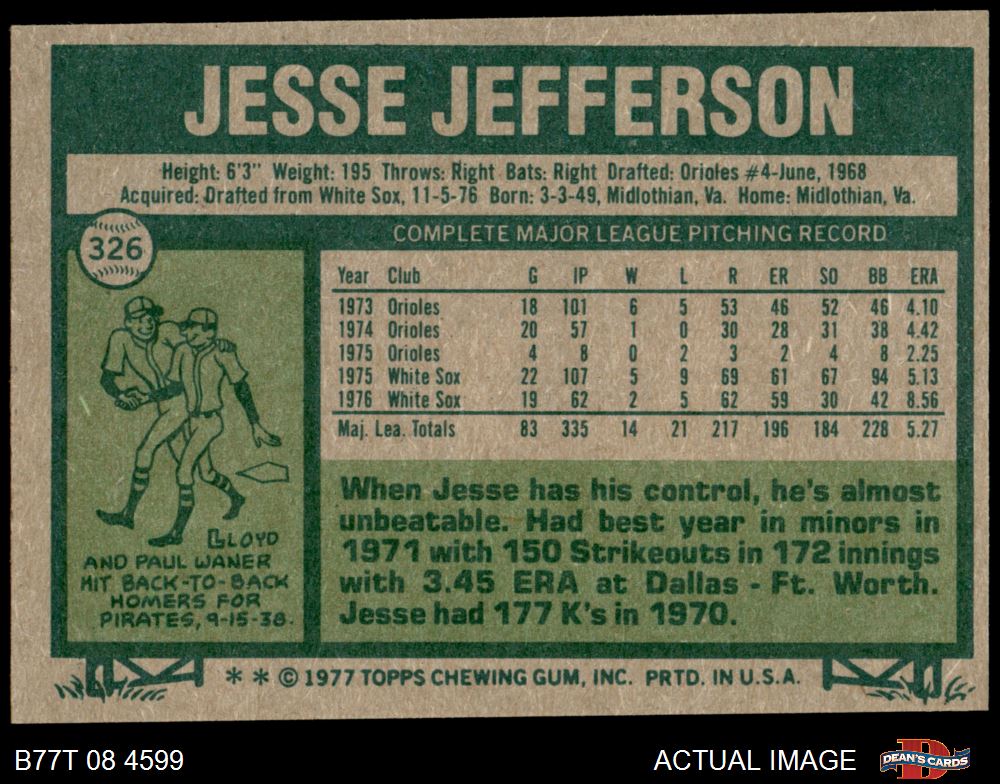 JESSE JEFFERSON
Height: 6'3" Weight: 195 Throws: Right Bats: Right Drafted: Orioles #4-June, 1968
Acquired: Drafted from White Sox, 11-5-76 Born: 3-3-49, Midlothian, Va. Home: Midlothian, Va.
326
COMPLETE MAJOR LEAGUE PITCHING RECORD
Year Club G IP W L R ER SO BB ERA
1973 Orioles 18 101 6 5 53 46 52 46 4.10
1974 Orioles 20 57 1 0 30 28 31 38 4.42
1975 Orioles 4 8 0 2 3 2 4 8 2.25
1975 White Sox 22 107 5 9 69 61 67 94 5.13
1976 White Sox 19 62 2 5 62 59 30 42 8.56
Maj. Lea. Totals 83 335 14 21 217 196 184 228 5.27
LLOYD
AND PAUL WANER
HIT BACK-TO-BACK
HOMERS FOR
PIRATES, 9-15-38.
When Jesse has his control, he's almost
unbeatable. Had best year in minors in
1971 with 150 Strikeouts in 172 innings
with 3.45 ERA at Dallas - Ft. Worth.
Jesse had 177 K's in 1970.
* * © 1977 TOPPS CHEWING GUM, INC. PRTD. IN U.S.A.
B77T 08 4599
ACTUAL IMAGE
D
DEAN'S CARDS